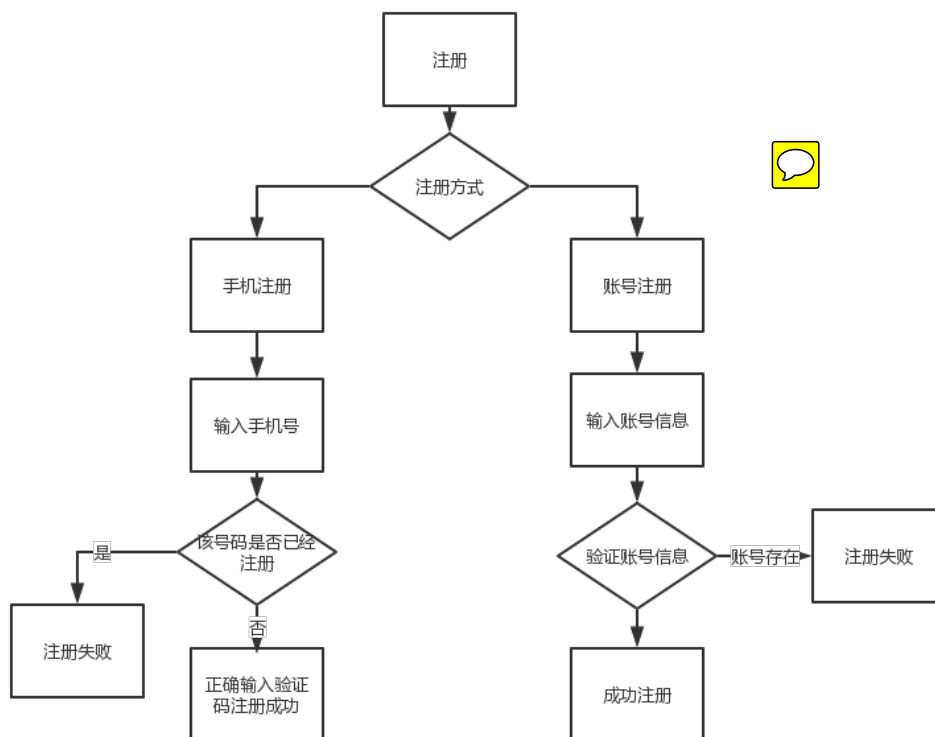 注册
注册方式
手机注册
账号注册
输入手机号
输入账号信息
该号码是否已经
注册
是
验证账号信息
账号存在
注册失败
否
注册失败
正确输入验证
码注册成功
成功注册